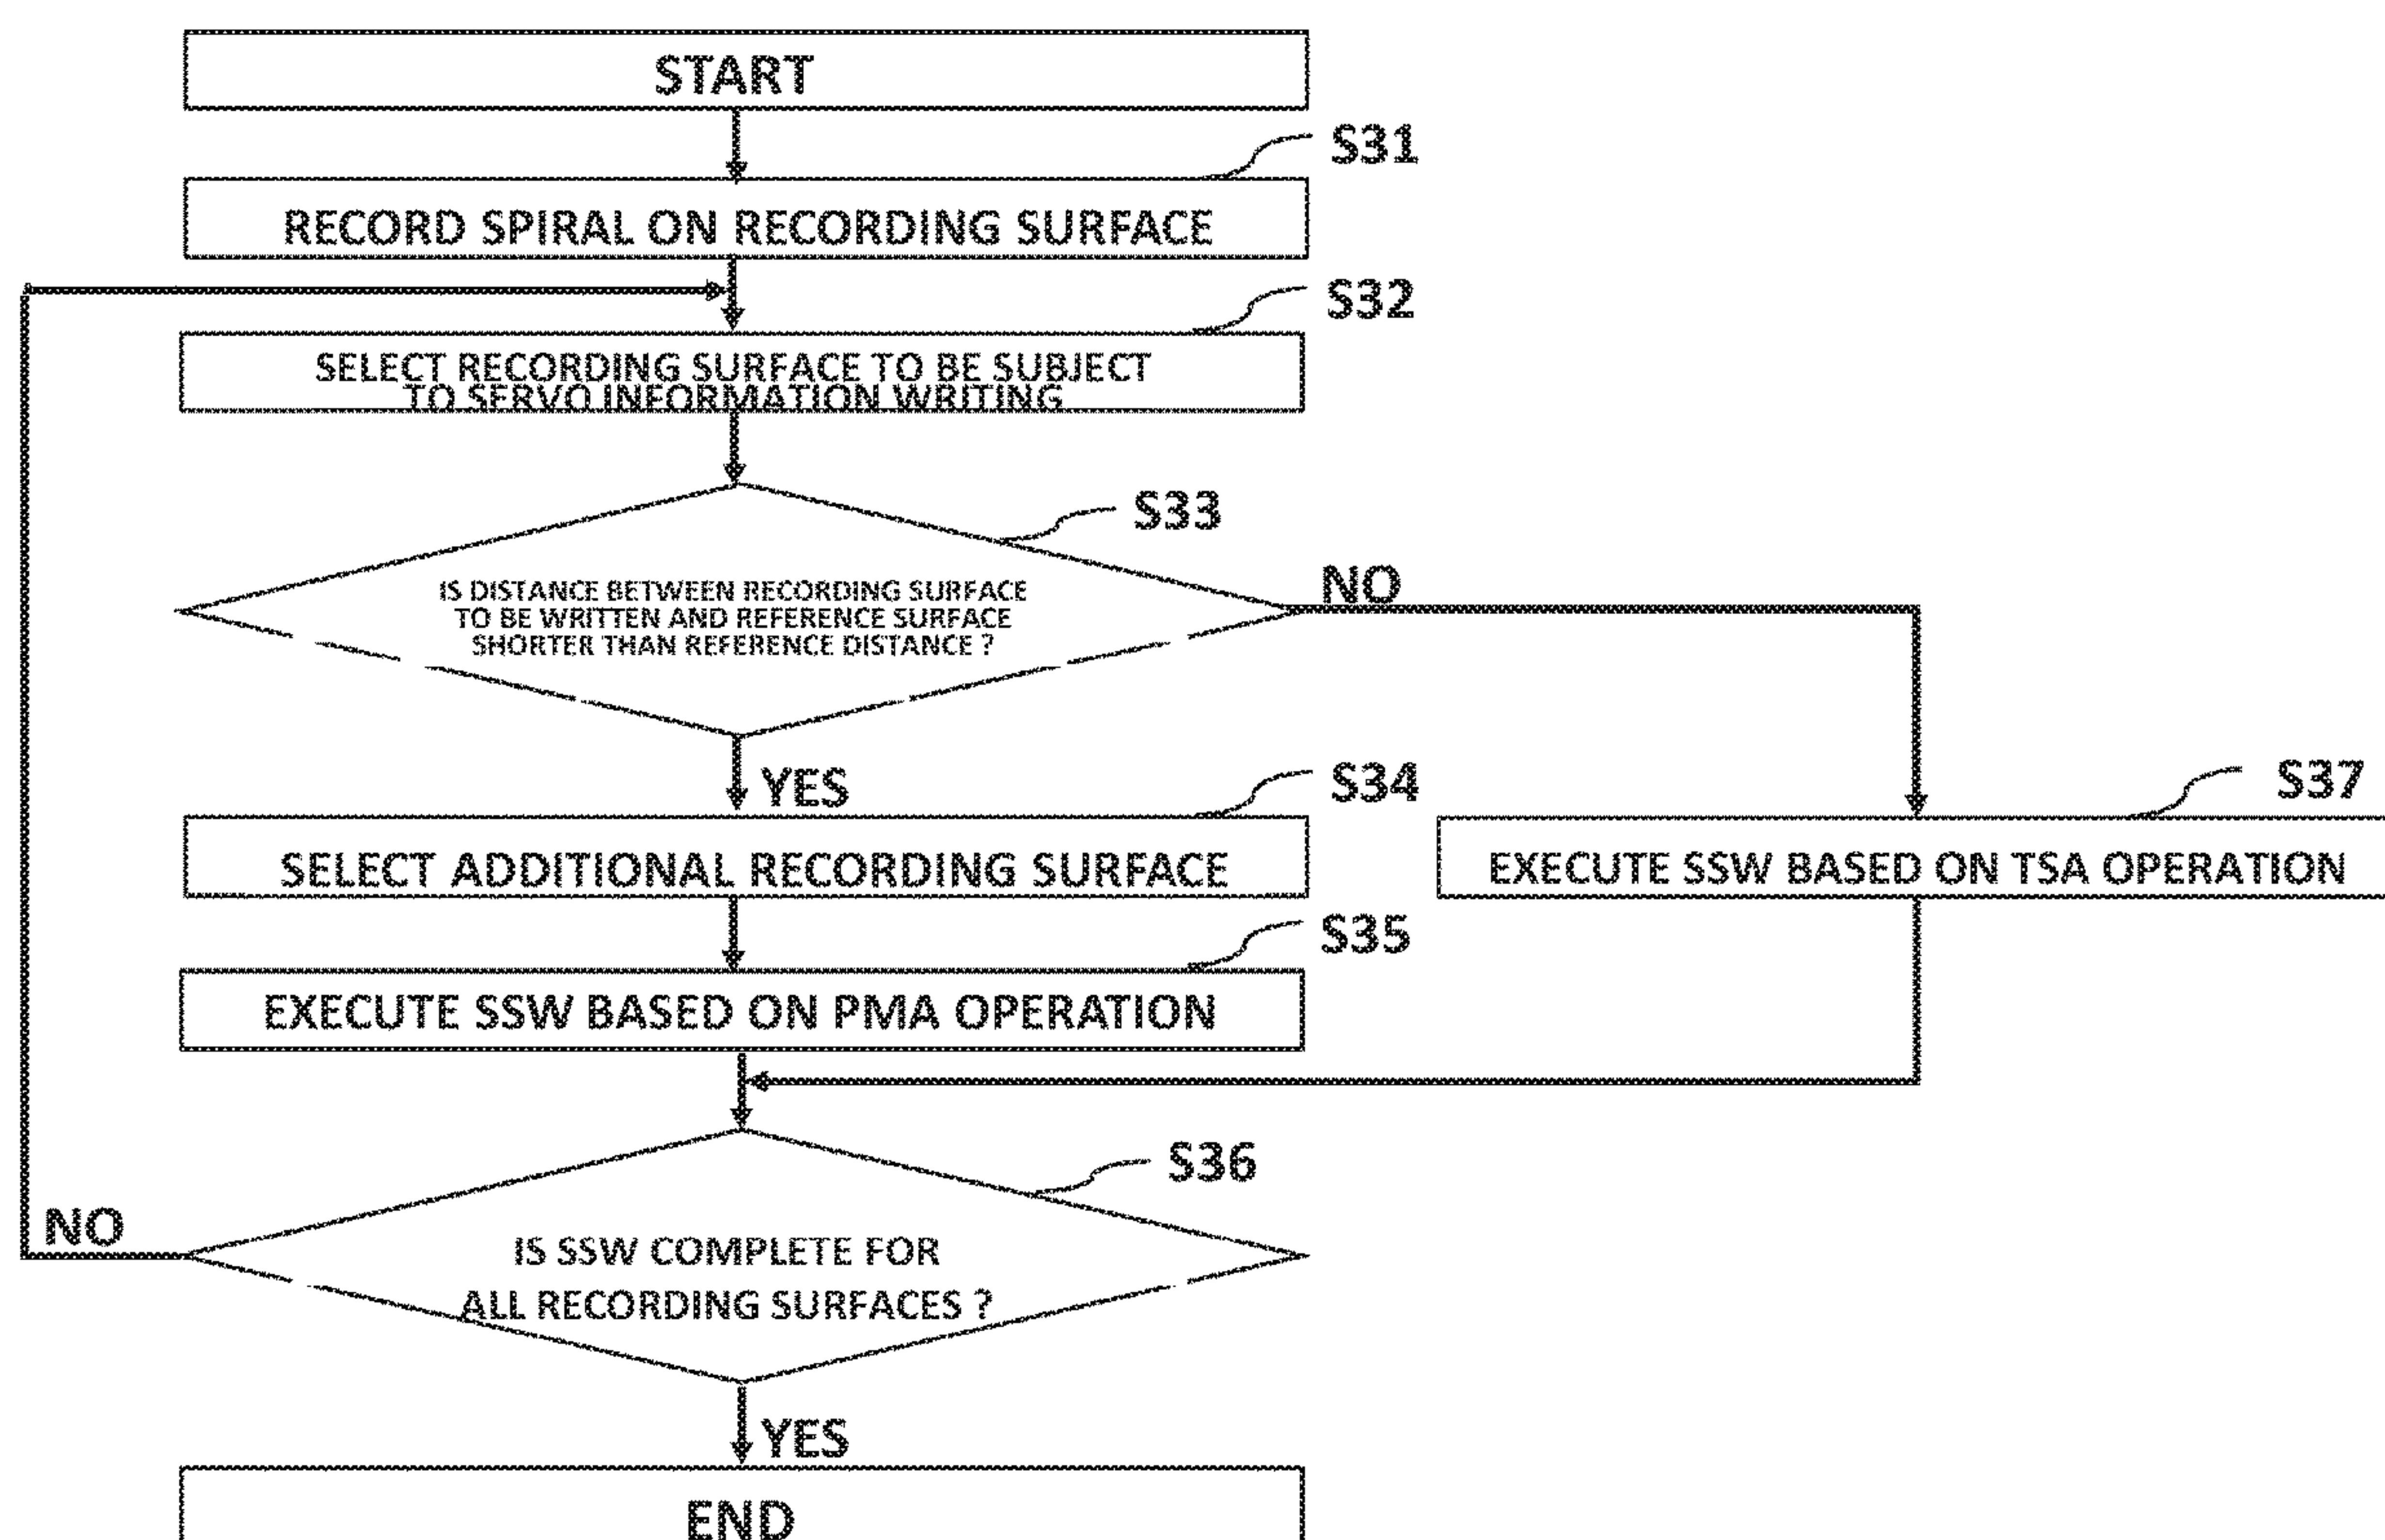 START
S31
RECORD SPIRAL ON RECORDING SURFACE
S32
SELECT RECORDING SURFACE TO BE SUBJECT
TO SERVO INFORMATION WRITING
S33
IS DISTANCE BETWEEN RECORDING SURFACE
TO BE WRITTEN AND REFERENCE SURFACE
SHORTER THAN REFERENCE DISTANCE ?
NO
YES
S34
S37
SELECT ADDITIONAL RECORDING SURFACE
EXECUTE SSW BASED ON TSA OPERATION
S35
EXECUTE SSW BASED ON PMA OPERATION
S36
NO
IS SSW COMPLETE FOR
ALL RECORDING SURFACES ?
YES
END